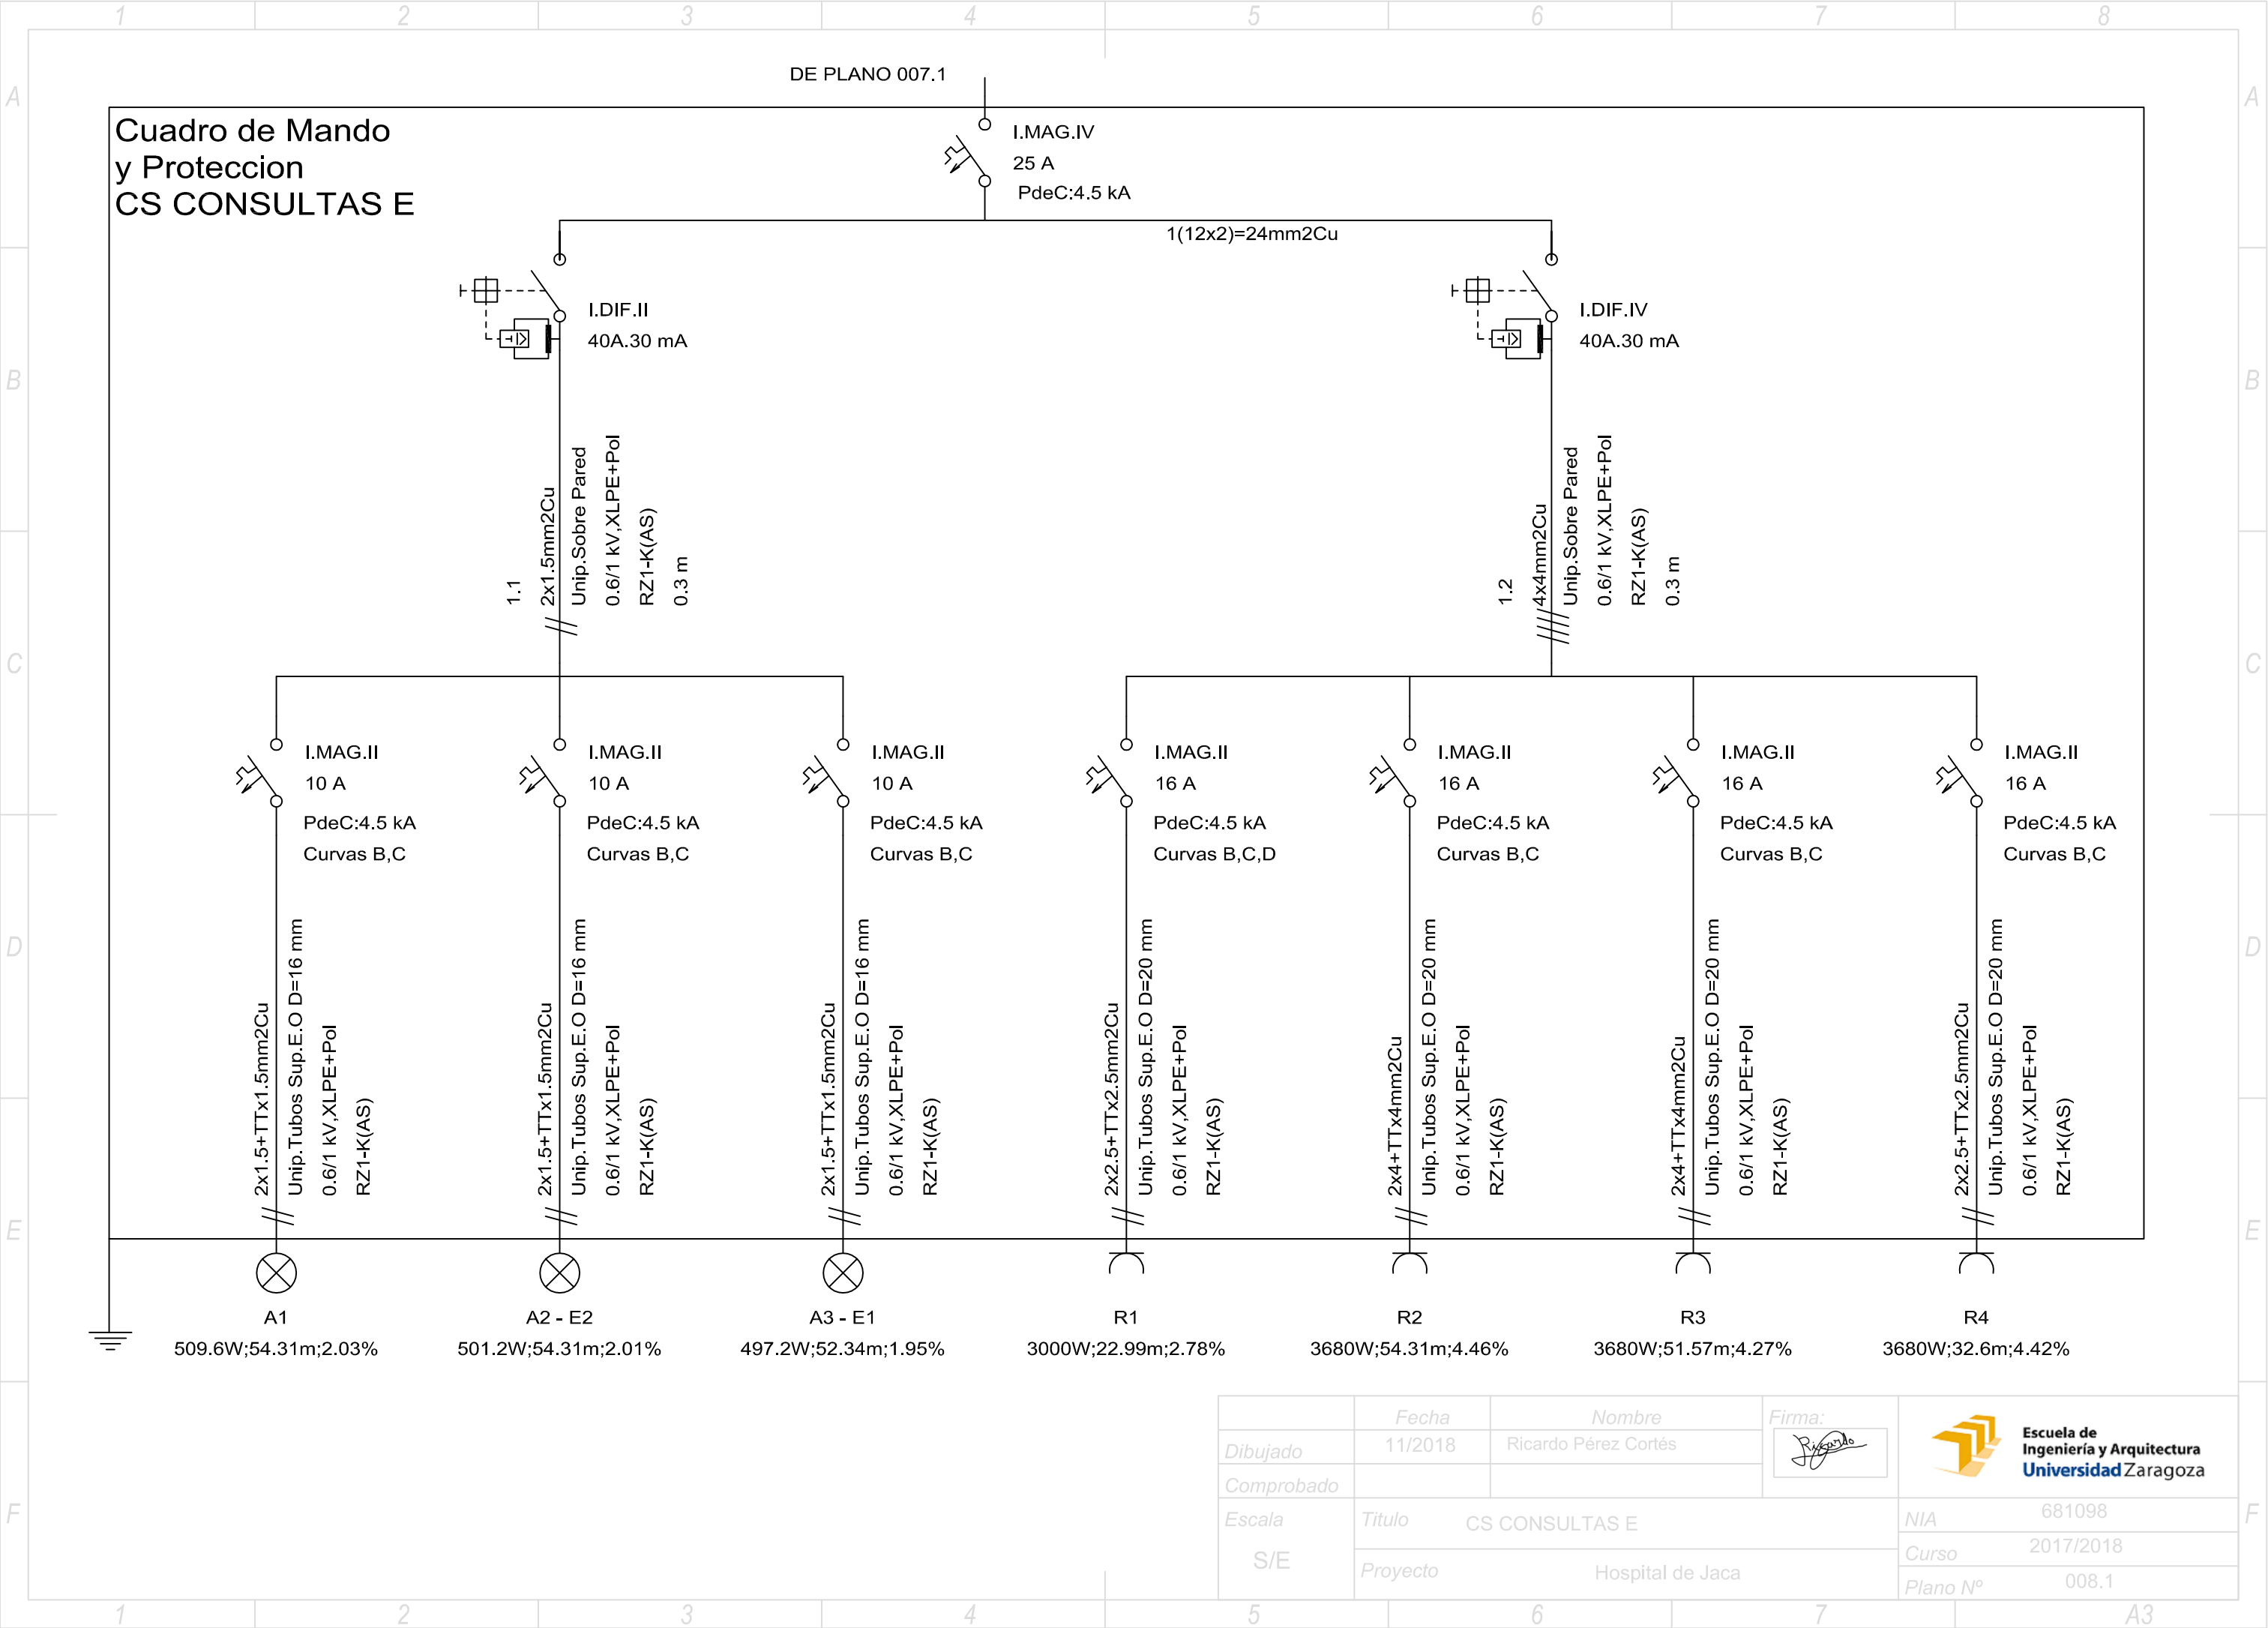 1 2 3 4 5 6 7 8
A A
B B
C C
D D
E E
F F
DE PLANO 007.1
Cuadro de Mando
y Proteccion
CS CONSULTAS E
I.MAG.IV
25 A
PdeC:4.5 kA
1(12x2)=24mm2Cu
I.DIF.II
40A.30 mA
I.DIF.IV
40A.30 mA
1.1
2x1.5mm2Cu
Unip.Sobre Pared
0.6/1 kV,XLPE+Pol
RZ1-K(AS)
0.3 m
1.2
4x4mm2Cu
Unip.Sobre Pared
0.6/1 kV,XLPE+Pol
RZ1-K(AS)
0.3 m
I.MAG.II
10 A
PdeC:4.5 kA
Curvas B,C
I.MAG.II
10 A
PdeC:4.5 kA
Curvas B,C
I.MAG.II
10 A
PdeC:4.5 kA
Curvas B,C
I.MAG.II
16 A
PdeC:4.5 kA
Curvas B,C,D
I.MAG.II
16 A
PdeC:4.5 kA
Curvas B,C
I.MAG.II
16 A
PdeC:4.5 kA
Curvas B,C
I.MAG.II
16 A
PdeC:4.5 kA
Curvas B,C
2x1.5+TTx1.5mm2Cu
Unip.Tubos Sup.E.O D=16 mm
0.6/1 kV,XLPE+Pol
RZ1-K(AS)
2x1.5+TTx1.5mm2Cu
Unip.Tubos Sup.E.O D=16 mm
0.6/1 kV,XLPE+Pol
RZ1-K(AS)
2x1.5+TTx1.5mm2Cu
Unip.Tubos Sup.E.O D=16 mm
0.6/1 kV,XLPE+Pol
RZ1-K(AS)
2x2.5+TTx2.5mm2Cu
Unip.Tubos Sup.E.O D=20 mm
0.6/1 kV,XLPE+Pol
RZ1-K(AS)
2x4+TTx4mm2Cu
Unip.Tubos Sup.E.O D=20 mm
0.6/1 kV,XLPE+Pol
RZ1-K(AS)
2x4+TTx4mm2Cu
Unip.Tubos Sup.E.O D=20 mm
0.6/1 kV,XLPE+Pol
RZ1-K(AS)
2x2.5+TTx2.5mm2Cu
Unip.Tubos Sup.E.O D=20 mm
0.6/1 kV,XLPE+Pol
RZ1-K(AS)
A1
509.6W;54.31m;2.03%
A2 - E2
501.2W;54.31m;2.01%
A3 - E1
497.2W;52.34m;1.95%
R1
3000W;22.99m;2.78%
R2
3680W;54.31m;4.46%
R3
3680W;51.57m;4.27%
R4
3680W;32.6m;4.42%
Fecha Nombre Firma:
Dibujado 11/2018 Ricardo Pérez Cortés
Ricardo
Comprobado
Escuela de
Ingeniería y Arquitectura
Universidad Zaragoza
Escala
S/E
Titulo CS CONSULTAS E
Proyecto Hospital de Jaca
NIA 681098
Curso 2017/2018
Plano Nº 008.1
1 2 3 4 5 6 7 A3